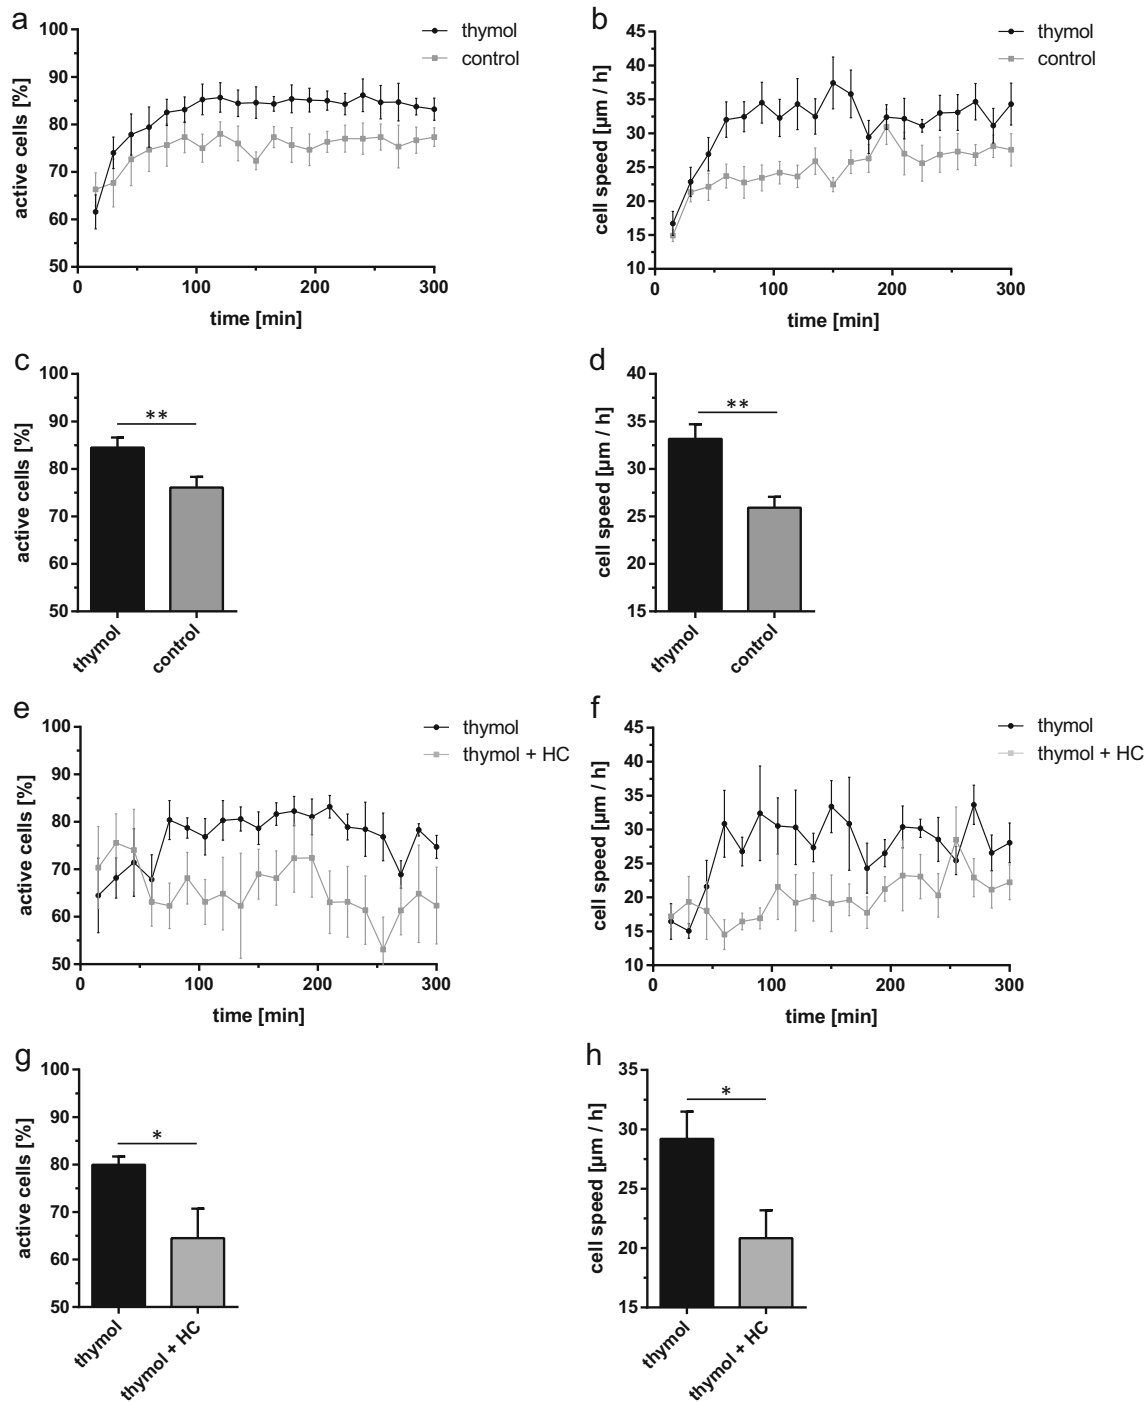 a
thymol
control
active cells [%]
100
90
80
70
60
50
0
100
200
300
time [min]
b
thymol
control
cell speed [µm / h]
45
40
35
30
25
20
15
10
0
100
200
300
time [min]
c
active cells [%]
100
90
80
70
60
50
**
thymol
control
d
cell speed [µm / h]
40
35
30
25
20
15
**
thymol
control
e
thymol
thymol + HC
active cells [%]
100
90
80
70
60
50
0
100
200
300
time [min]
f
thymol
thymol + HC
cell speed [µm / h]
45
40
35
30
25
20
15
10
0
100
200
300
time [min]
g
active cells [%]
100
90
80
70
60
50
*
thymol
thymol + HC
h
cell speed [µm / h]
35
30
25
20
15
*
thymol
thymol + HC